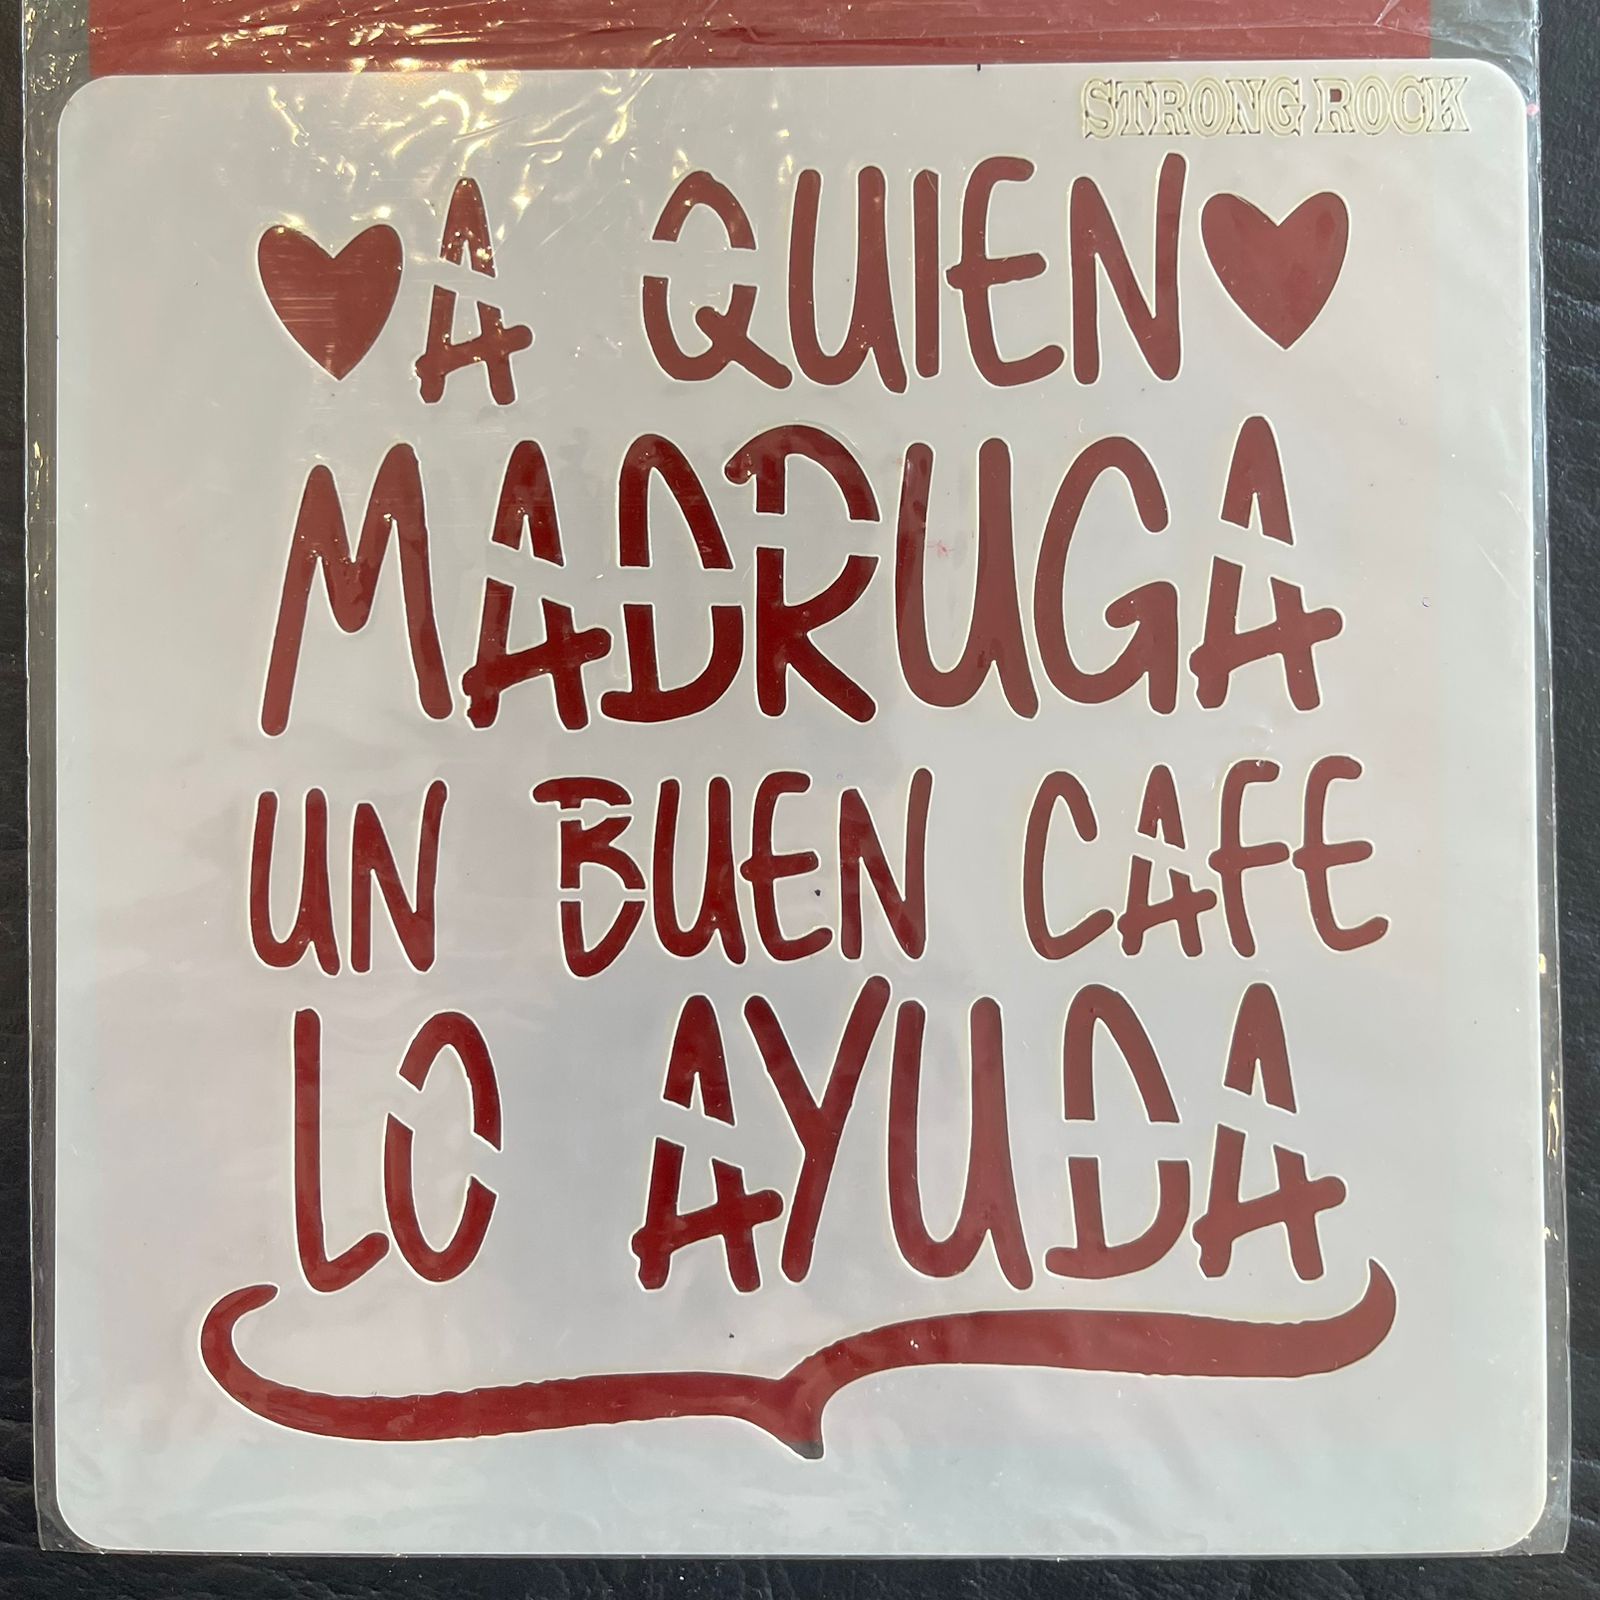 STRONG ROCK
A QUIEN
MADRUGA
UN BUEN CAFE
LO AYUDA